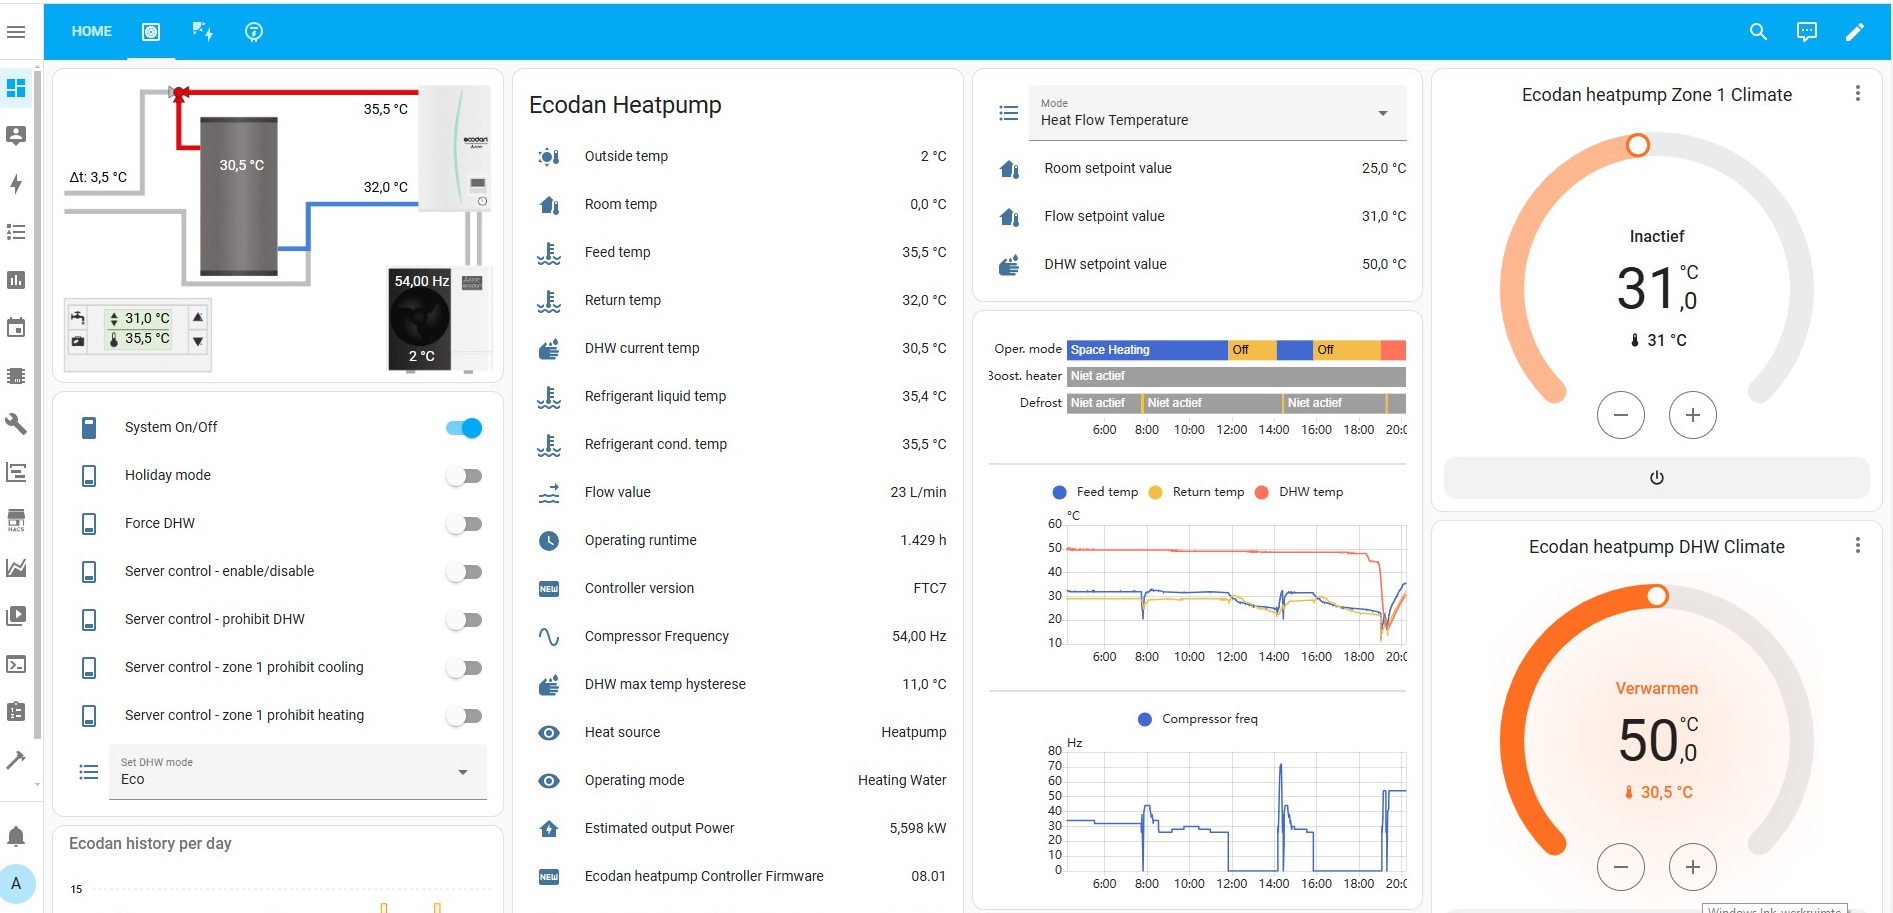 HOME
35,5 °C
ecodan
30,5 °C
Δt: 3,5 °C
32,0 °C
54,00 Hz
31,0 °C
35,5 °C
2 °C
System On/Off
Holiday mode
Force DHW
Server control - enable/disable
Server control - prohibit DHW
Server control - zone 1 prohibit cooling
Server control - zone 1 prohibit heating
Set DHW mode
Eco
Ecodan history per day
15
HACS
A
Ecodan Heatpump
Outside temp 2 °C
Room temp 0,0 °C
Feed temp 35,5 °C
Return temp 32,0 °C
DHW current temp 30,5 °C
Refrigerant liquid temp 35,4 °C
Refrigerant cond. temp 35,5 °C
Flow value 23 L/min
Operating runtime 1.429 h
NEW Controller version FTC7
Compressor Frequency 54,00 Hz
DHW max temp hysterese 11,0 °C
Heat source Heatpump
Operating mode Heating Water
Estimated output Power 5,598 kW
NEW Ecodan heatpump Controller Firmware 08.01
Mode
Heat Flow Temperature
Room setpoint value 25,0 °C
Flow setpoint value 31,0 °C
DHW setpoint value 50,0 °C
Oper. mode Space Heating Off Off
Boost. heater Niet actief
Defrost Niet actief Niet actief Niet actief
6:00 8:00 10:00 12:00 14:00 16:00 18:00 20:0
Feed temp Return temp DHW temp
°C
60
50
40
30
20
10
6:00 8:00 10:00 12:00 14:00 16:00 18:00 20:0
Compressor freq
Hz
80
70
60
50
40
30
20
10
0
6:00 8:00 10:00 12:00 14:00 16:00 18:00 20:0
Ecodan heatpump Zone 1 Climate
Inactief
31,0 °C
31 °C
Ecodan heatpump DHW Climate
Verwarmen
50,0 °C
30,5 °C
Windows Ink-werkruimte